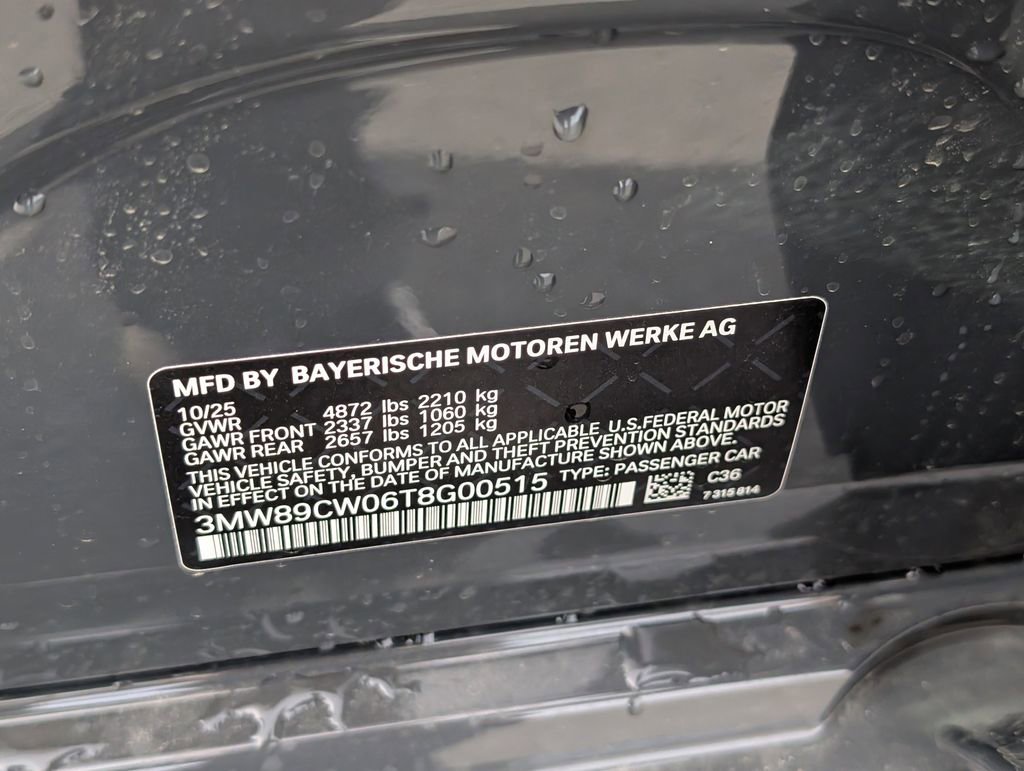 MFD BY BAYERISCHE MOTOREN WERKE AG
10/25
GVWR 4872 lbs 2210 kg
GAWR FRONT 2337 lbs 1060 kg
GAWR REAR 2657 lbs 1205 kg
THIS VEHICLE CONFORMS TO ALL APPLICABLE U.S.FEDERAL MOTOR
VEHICLE SAFETY, BUMPER AND THEFT PREVENTION STANDARDS
IN EFFECT ON THE DATE OF MANUFACTURE SHOWN ABOVE.
3MW89CW06T8G00515 TYPE: PASSENGER CAR
C36
7 315 814